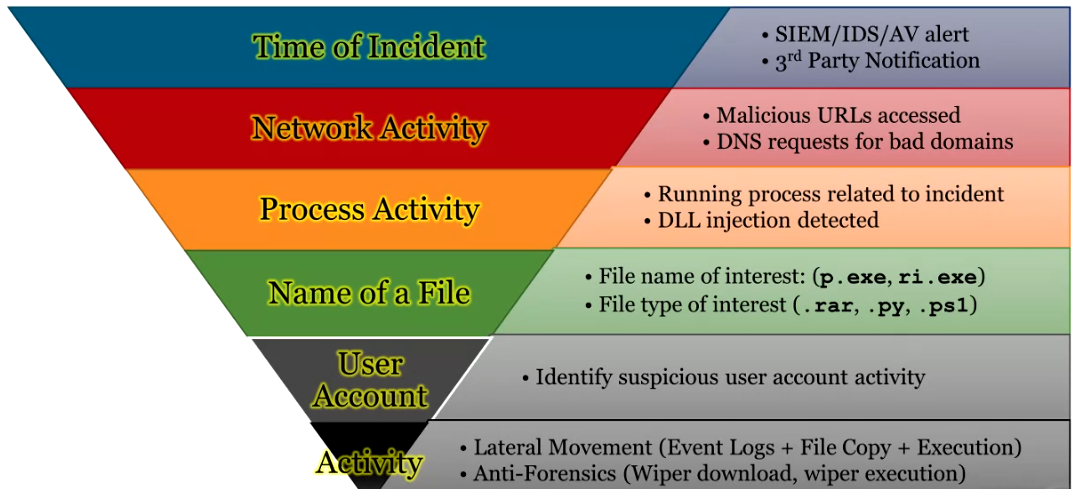 Time of Incident
• SIEM/IDS/AV alert
• 3rd Party Notification
Network Activity
• Malicious URLs accessed
• DNS requests for bad domains
Process Activity
• Running process related to incident
• DLL injection detected
Name of a File
• File name of interest: (p.exe, ri.exe)
• File type of interest (.rar, .py, .ps1)
User
Account
• Identify suspicious user account activity
Activity
• Lateral Movement (Event Logs + File Copy + Execution)
• Anti-Forensics (Wiper download, wiper execution)